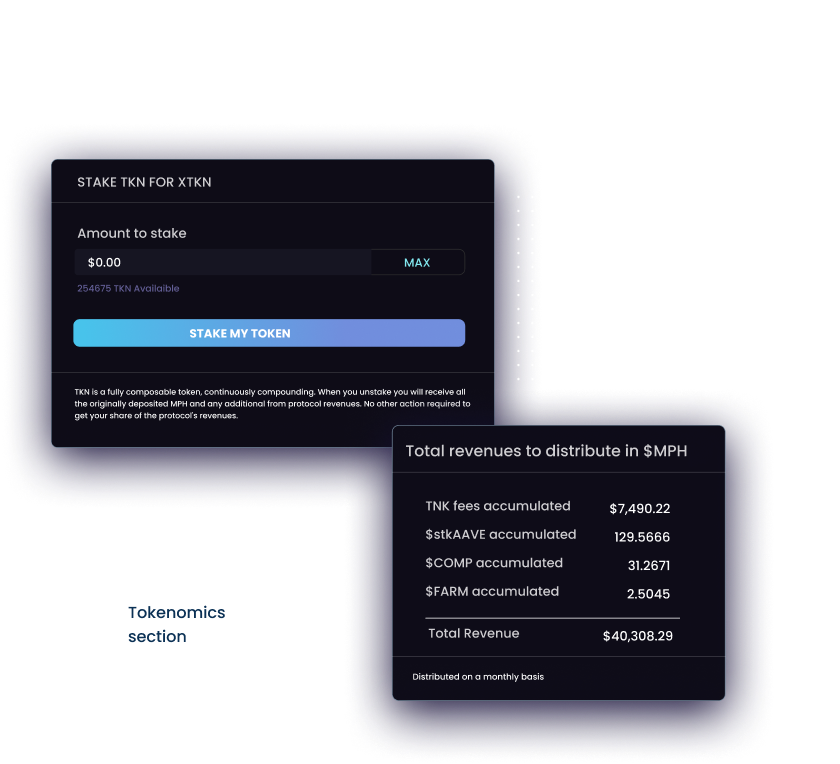 STAKE TKN FOR XTKN
Amount to stake
$0.00 MAX
254675 TKN Availaible
STAKE MY TOKEN
TKN is a fully composable token, continuously compounding. When you unstake you will receive all
the originally deposited MPH and any additional from protocol revenues. No other action required to
get your share of the protocol's revenues.
Total revenues to distribute in $MPH
TNK fees accumulated $7,490.22
$stkAAVE accumulated 129.5666
$COMP accumulated 31.2671
$FARM accumulated 2.5045
Total Revenue $40,308.29
Distributed on a monthly basis
Tokenomics
section